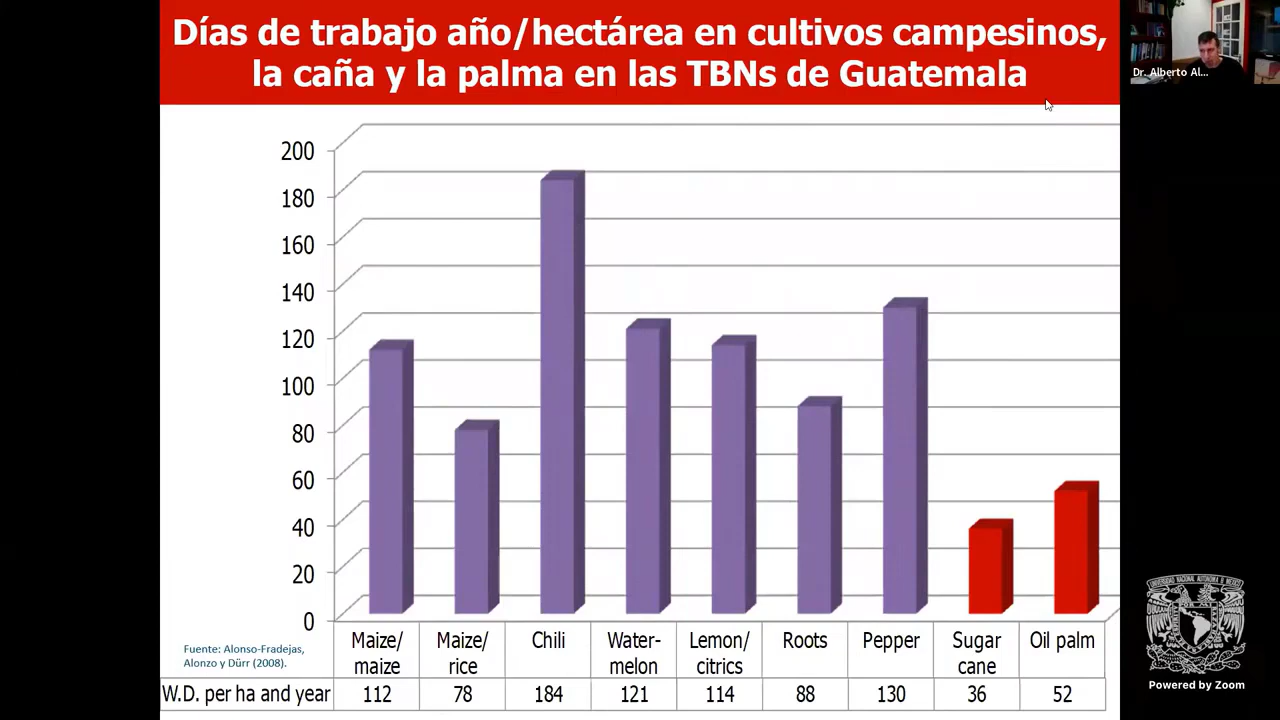 Días de trabajo año/hectárea en cultivos campesinos,
la caña y la palma en las TBNs de Guatemala
Dr. Alberto Al...
200
180
160
140
120
100
80
60
40
20
0
Maize/
maize
Maize/
rice
Chili
Water-
melon
Lemon/
citrics
Roots
Pepper
Sugar
cane
Oil palm
Fuente: Alonso-Fradejas,
Alonzo y Dürr (2008).
W.D. per ha and year 112 78 184 121 114 88 130 36 52
Powered by Zoom